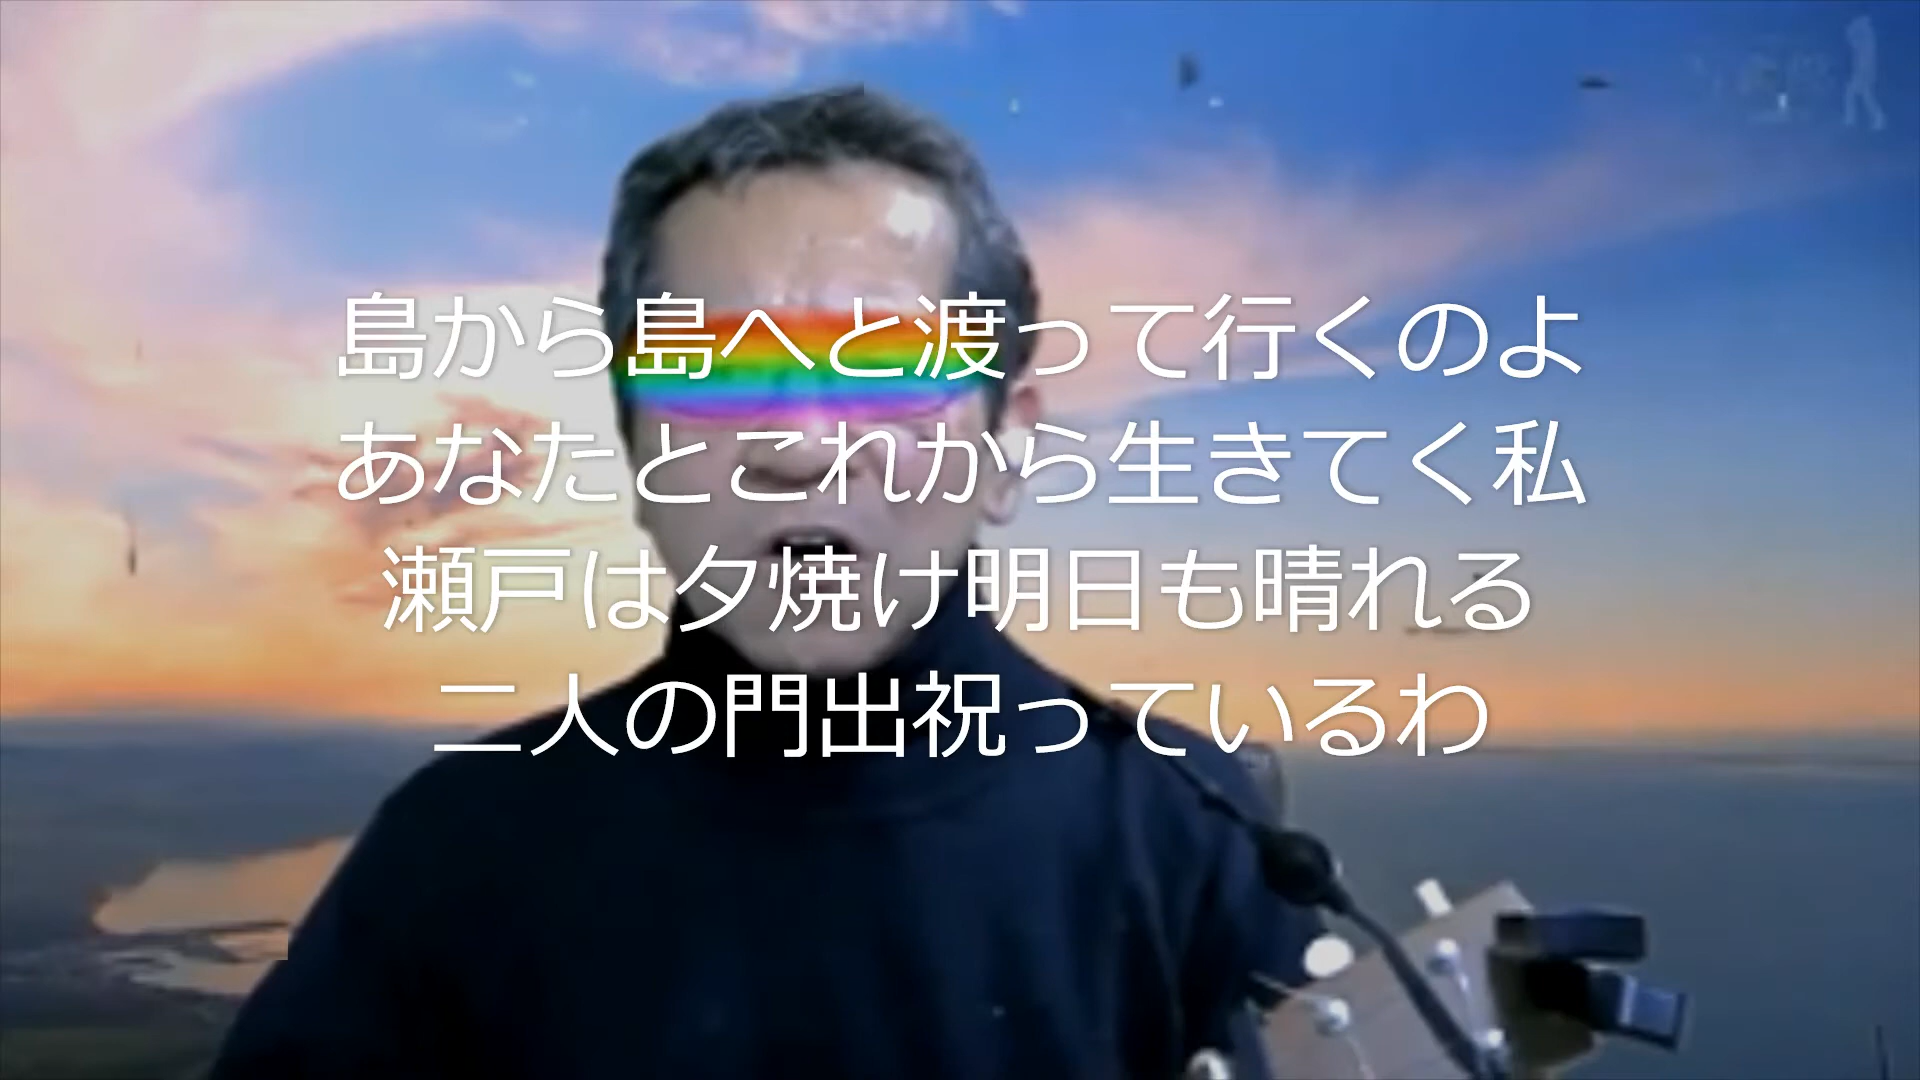 島から島へと渡って行くのよ
あなたとこれから生きてく私
瀬戸は夕焼け明日も晴れる
二人の門出祝っているわ